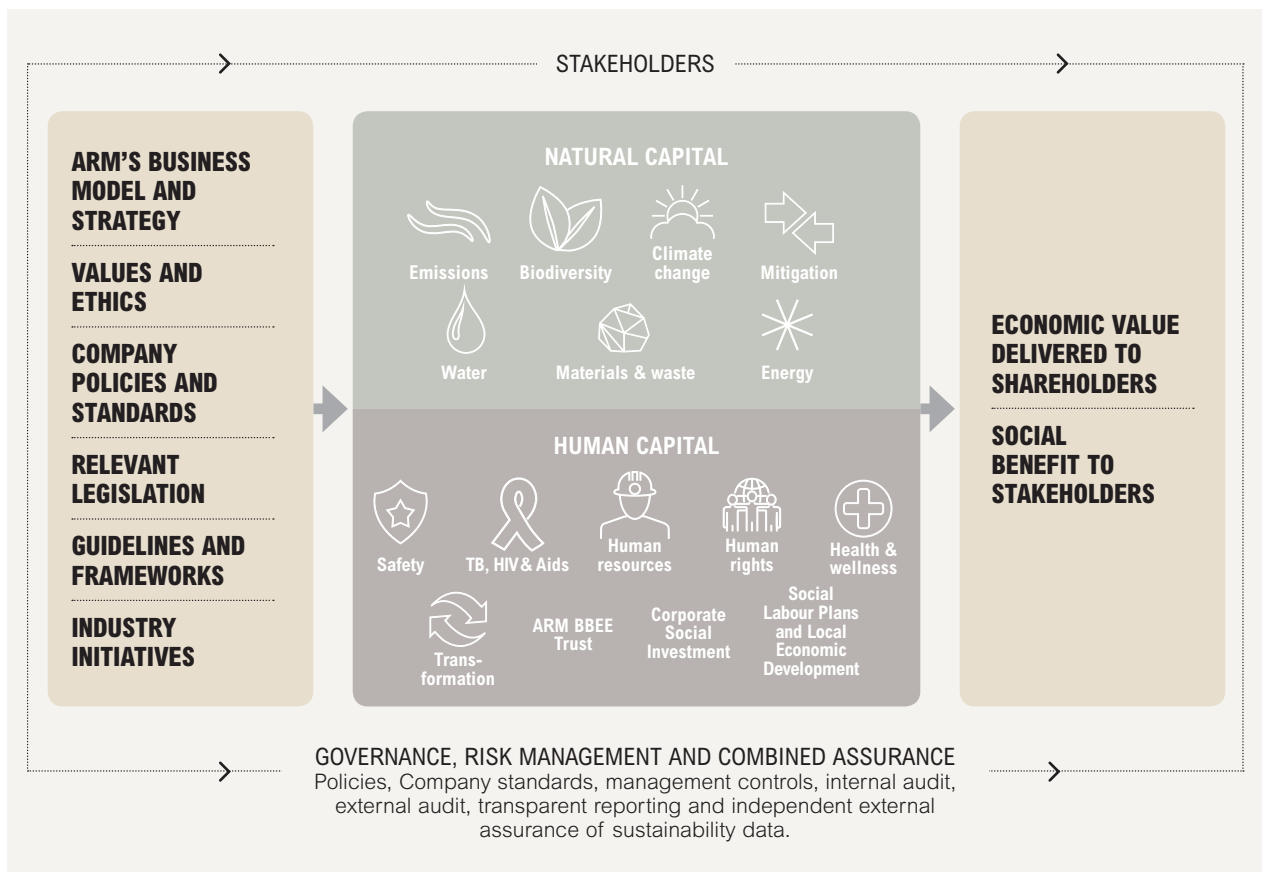 STAKEHOLDERS
ARM’S BUSINESS
MODEL AND
STRATEGY
VALUES AND
ETHICS
COMPANY
POLICIES AND
STANDARDS
RELEVANT
LEGISLATION
GUIDELINES AND
FRAMEWORKS
INDUSTRY
INITIATIVES
NATURAL CAPITAL
Emissions
Biodiversity
Climate
change
Mitigation
Water
Materials & waste
Energy
HUMAN CAPITAL
Safety
TB, HIV & Aids
Human
resources
Human
rights
Health &
wellness
Trans-
formation
ARM BBEE
Trust
Corporate
Social
Investment
Social
Labour Plans
and Local
Economic
Development
ECONOMIC VALUE
DELIVERED TO
SHAREHOLDERS
SOCIAL
BENEFIT TO
STAKEHOLDERS
GOVERNANCE, RISK MANAGEMENT AND COMBINED ASSURANCE
Policies, Company standards, management controls, internal audit,
external audit, transparent reporting and independent external
assurance of sustainability data.